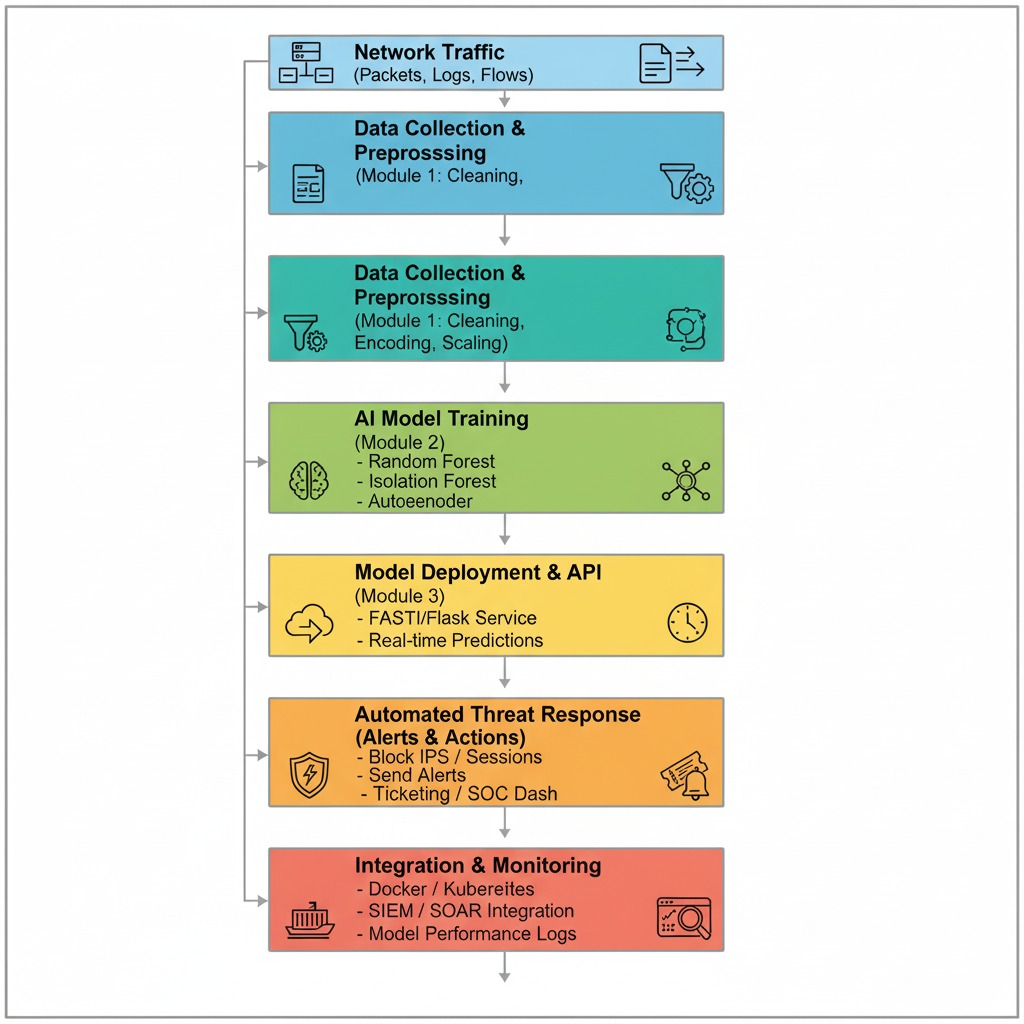 Network Traffic
(Packets, Logs, Flows)
Data Collection &
Preprosssing
(Module 1: Cleaning,
Data Collection &
Preprorsssing
(Module 1: Cleaning,
Encoding, Scaling)
AI Model Training
(Module 2)
- Random Forest
- Isolation Forest
- Autoeenoder
Model Deployment & API
(Module 3)
- FASTI/Flask Service
- Real-time Predictions
Automated Threat Response
(Alerts & Actions)
- Block IPS / Sessions
- Send Alerts
- Ticketing / SOC Dash
Integration & Monitoring
- Docker / Kubereites
- SIEM / SOAR Integration
- Model Performance Logs